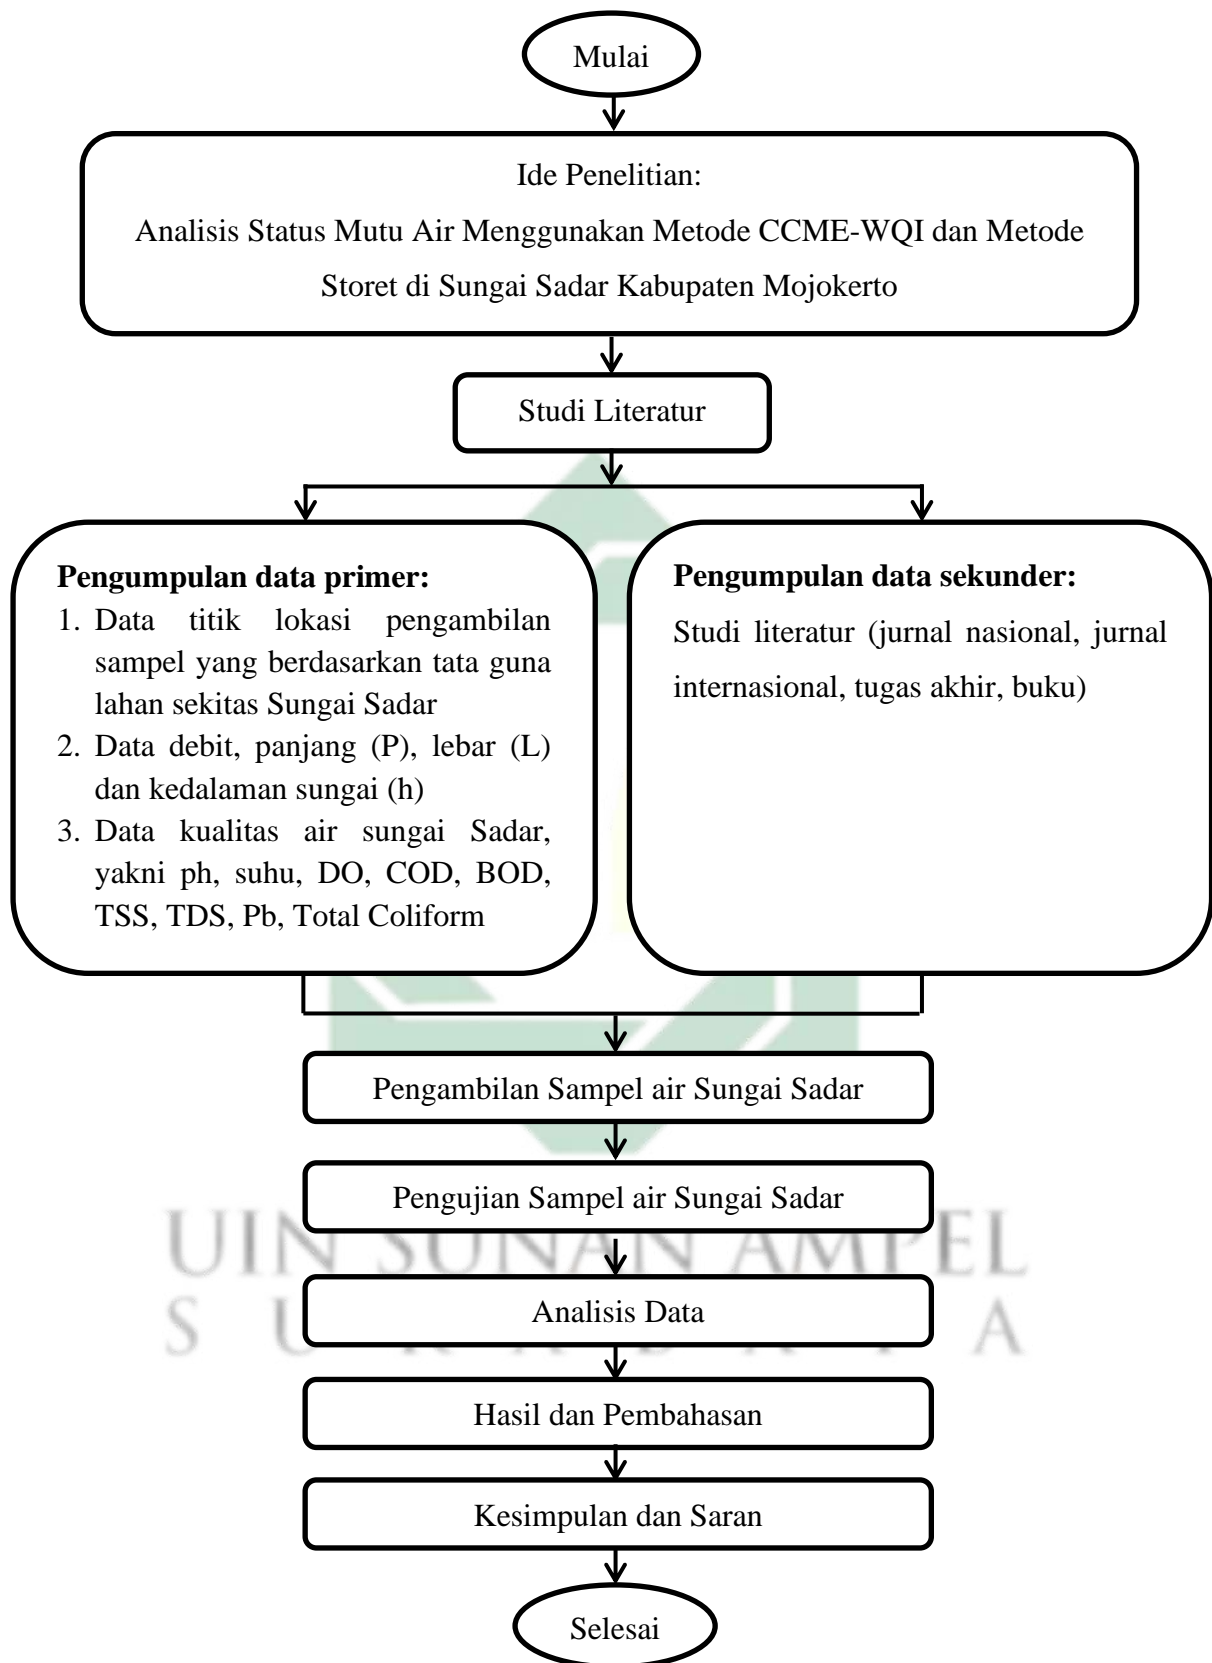 Mulai
Ide Penelitian:
Analisis Status Mutu Air Menggunakan Metode CCME-WQI dan Metode
Storet di Sungai Sadar Kabupaten Mojokerto
Studi Literatur
Pengumpulan data primer:
1. Data titik lokasi pengambilan
sampel yang berdasarkan tata guna
lahan sekitas Sungai Sadar
2. Data debit, panjang (P), lebar (L)
dan kedalaman sungai (h)
3. Data kualitas air sungai Sadar,
yakni ph, suhu, DO, COD, BOD,
TSS, TDS, Pb, Total Coliform
Pengumpulan data sekunder:
Studi literatur (jurnal nasional, jurnal
internasional, tugas akhir, buku)
Pengambilan Sampel air Sungai Sadar
Pengujian Sampel air Sungai Sadar
UIN SUNAN AMPEL
Analisis Data
S U R A B A Y A
Hasil dan Pembahasan
Kesimpulan dan Saran
Selesai